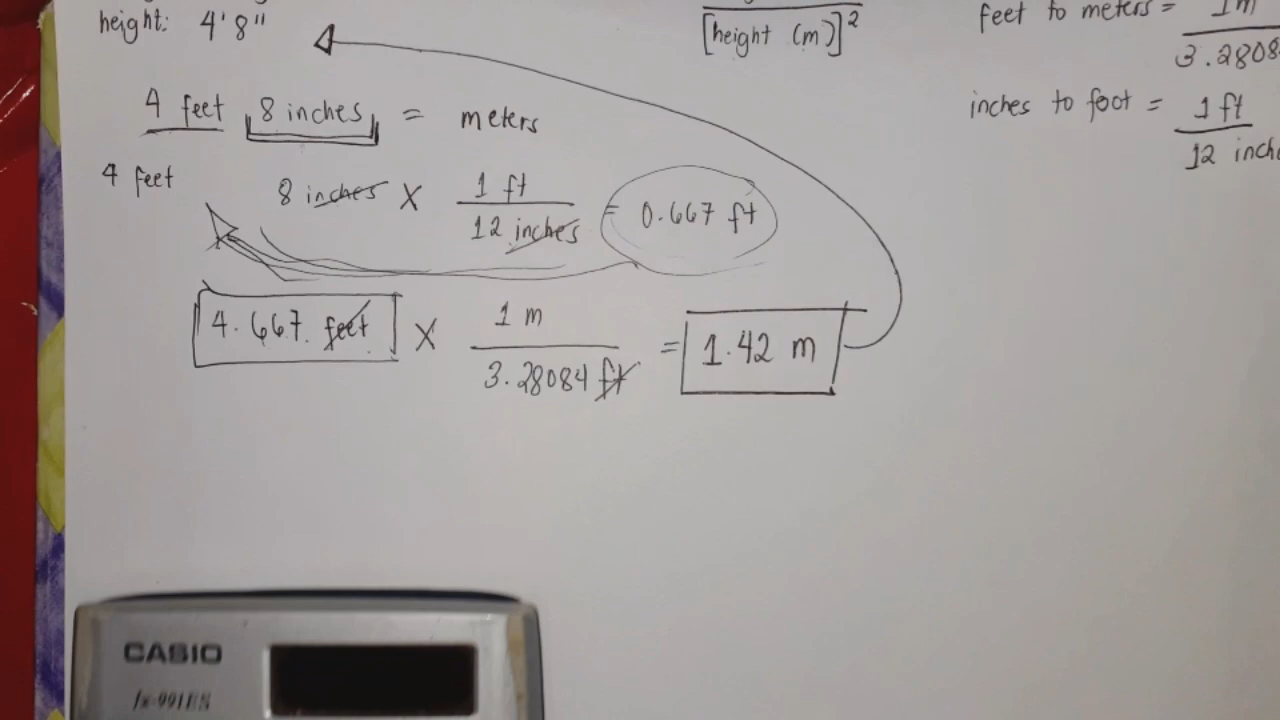 height: 4' 8"
[height (m)]²
feet to meters = 1m
3.2808
4 feet 8 inches = meters
inches to foot = 1 ft
12 inch
4 feet
8 inches X 1 ft
12 inches
= 0.667 ft
4.667 feet X 1 m
3.28084 ft
= 1.42 m
CASIO
fx-991ES